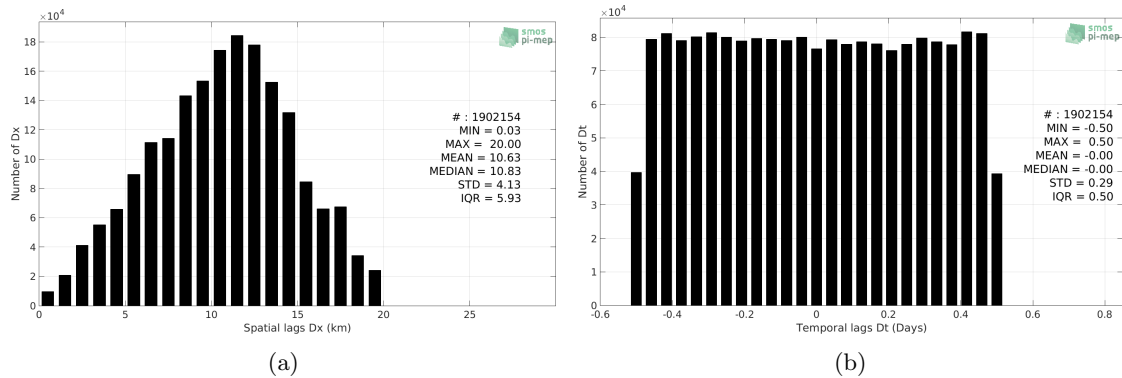 ×10⁴
18
16
14
12
10
8
6
4
2
0
Number of Dx
0 5 10 15 20 25
Spatial lags Dx (km)
smos
pi-mep
# : 1902154
MIN = 0.03
MAX = 20.00
MEAN = 10.63
MEDIAN = 10.83
STD = 4.13
IQR = 5.93
(a)
×10⁴
8
7
6
5
4
3
2
1
0
Number of Dt
-0.6 -0.4 -0.2 0 0.2 0.4 0.6 0.8
Temporal lags Dt (Days)
smos
pi-mep
# : 1902154
MIN = -0.50
MAX = 0.50
MEAN = -0.00
MEDIAN = -0.00
STD = 0.29
IQR = 0.50
(b)